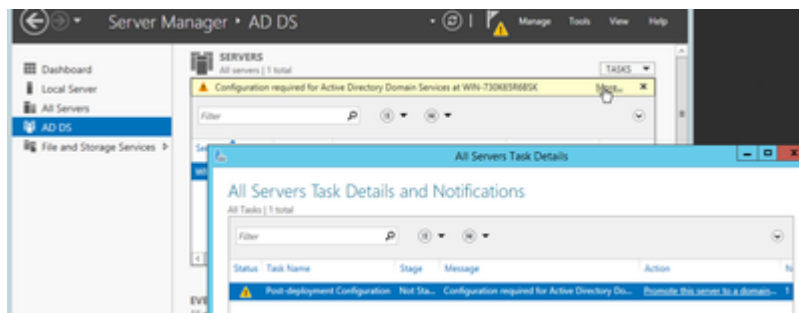 Server Manager • AD DS
Manage Tools View Help
Dashboard
Local Server
All Servers
AD DS
File and Storage Services
SERVERS
All servers | 1 total
TASKS
Configuration required for Active Directory Domain Services at
More...
Filter
All Servers Task Details
All Servers Task Details and Notifications
All Tasks | 1 total
Filter
Status Task Name Stage Message Action
Post-deployment Configuration Not Sta... Configuration required for Active Directory Do... Promote this server to a domain... 1